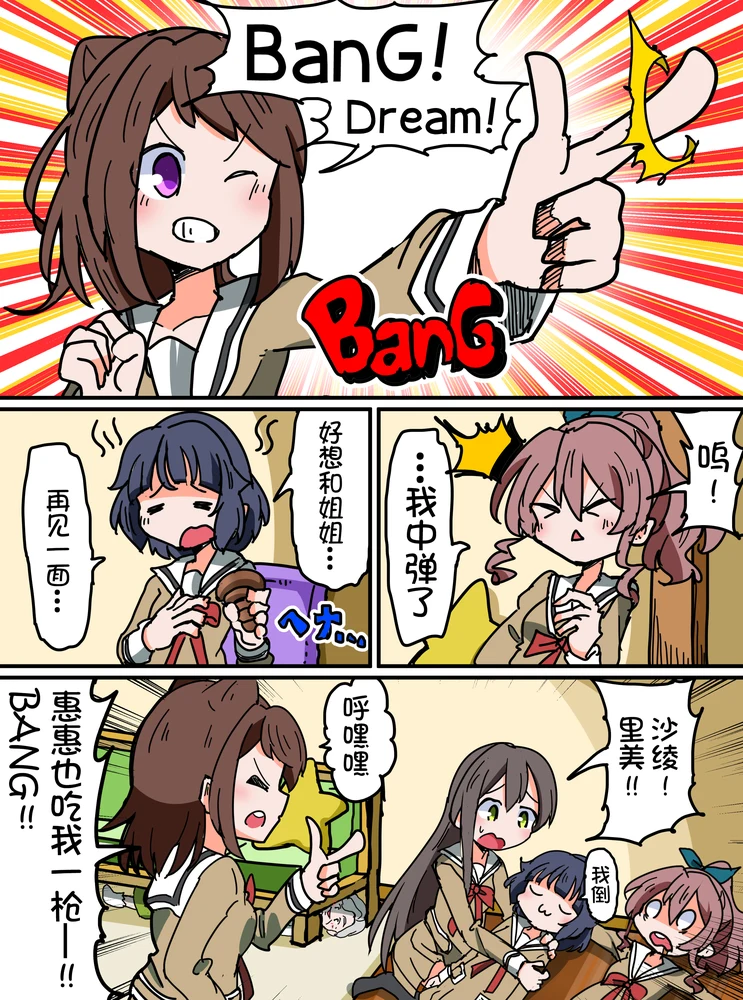 BanG!
Dream!
BanG
呜!
…我中弹了
好想和姐姐…
再见一面…
ヘナ…
沙绫!
里美!!
我倒
呼嘿嘿
惠惠也吃我一枪—!!
BANG!!